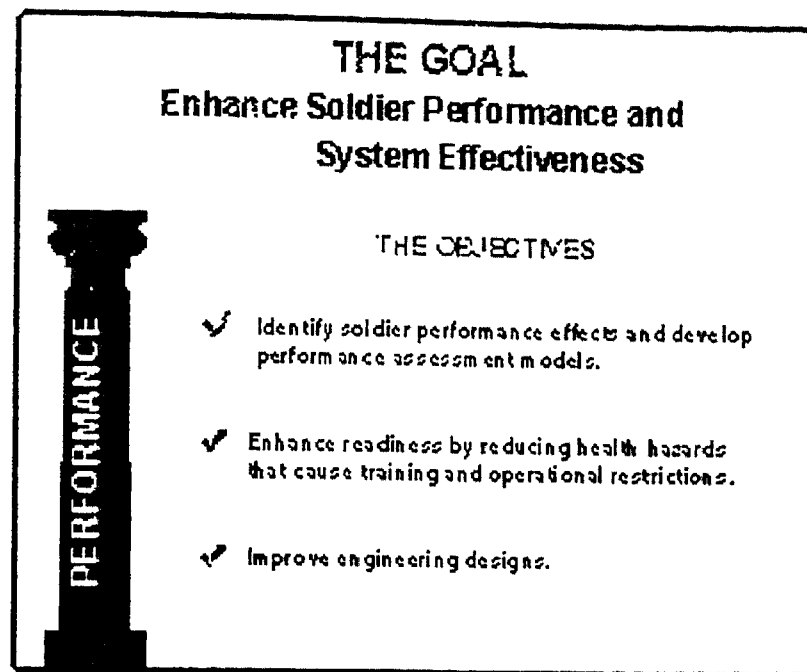 THE GOAL
Enhance Soldier Performance and
System Effectiveness
THE OBJECTIVES
Identify soldier performance effects and develop
performance assessment models.
Enhance readiness by reducing health hazards
that cause training and operational restrictions.
Improve engineering designs.
PERFORMANCE